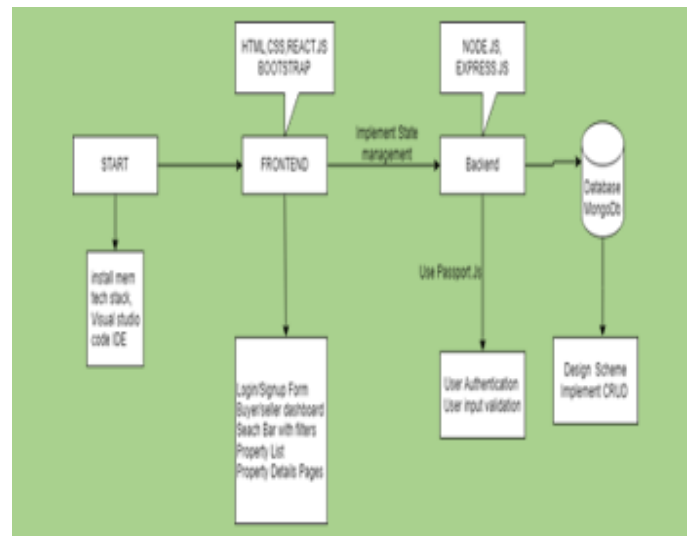 HTML,CSS,REACT.JS
BOOTSTRAP
NODE.JS,
EXPRESS.JS
START
FRONTEND
Implement State
management
Backend
Database
MongoDb
install mern
tech stack,
Visual studio
code IDE
Use Passport.Js
Login/Signup Form
Buyer/seller dashboard
Seach Bar with filters
Property List
Property Details Pages
User Authentication
User input validation
Design Scheme
Implement CRUD